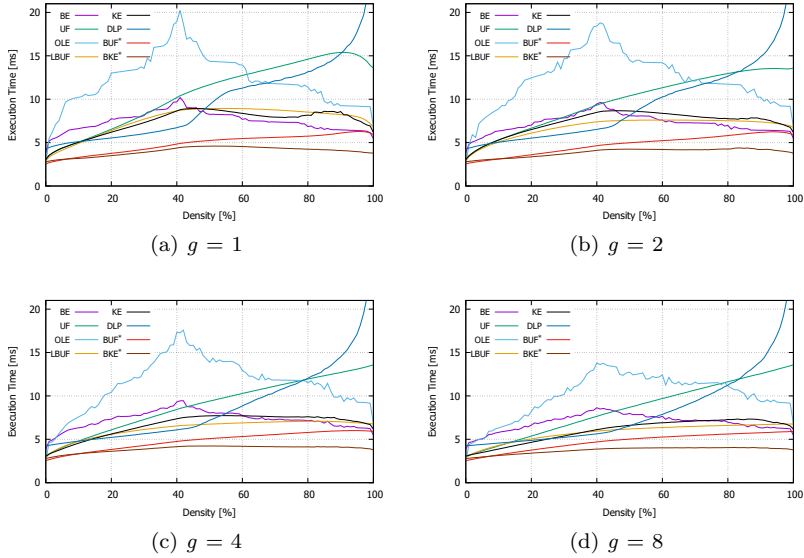 BE KE
UF DLP
OLE BUF*
LBUF BKE*
Execution Time [ms]
20
15
10
5
0
0 20 40 60 80 100
Density [%]
(a) g = 1
BE KE
UF DLP
OLE BUF*
LBUF BKE*
Execution Time [ms]
20
15
10
5
0
0 20 40 60 80 100
Density [%]
(b) g = 2
BE KE
UF DLP
OLE BUF*
LBUF BKE*
Execution Time [ms]
20
15
10
5
0
0 20 40 60 80 100
Density [%]
(c) g = 4
BE KE
UF DLP
OLE BUF*
LBUF BKE*
Execution Time [ms]
20
15
10
5
0
0 20 40 60 80 100
Density [%]
(d) g = 8